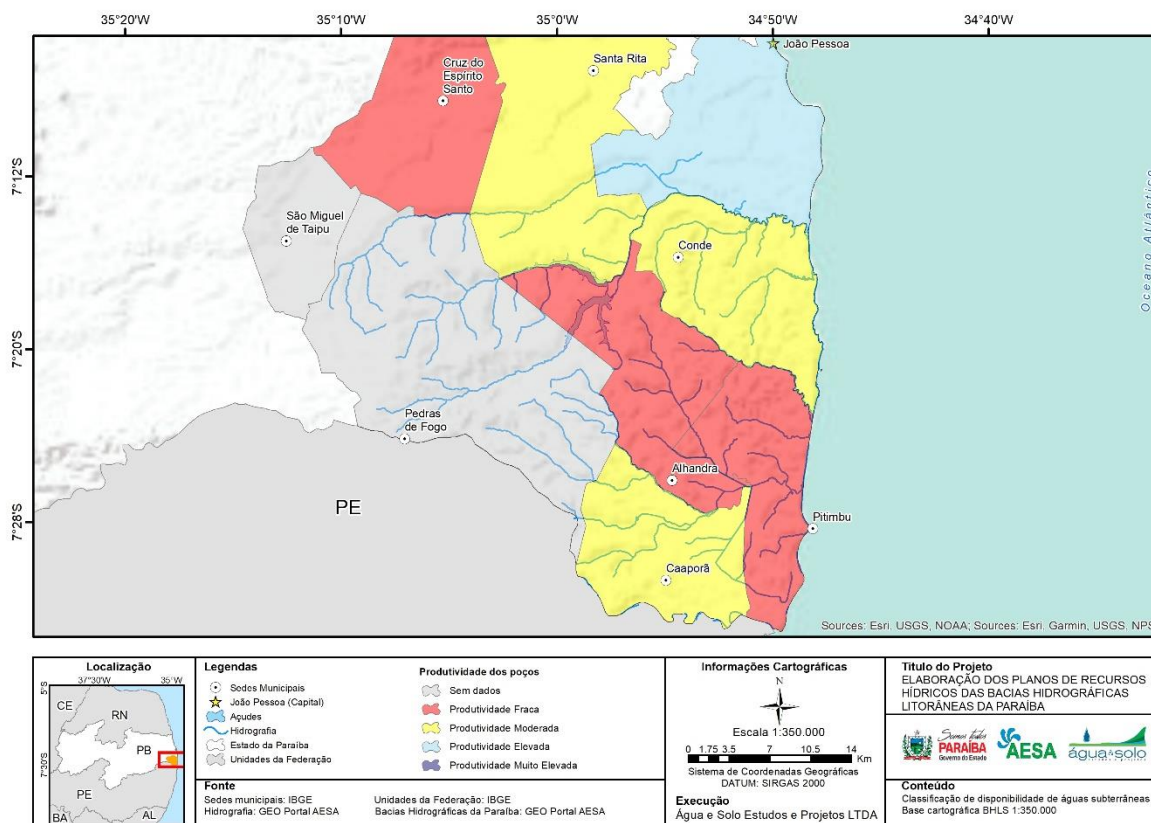 35°20'W 35°10'W 35°0'W 34°50'W 34°40'W
João Pessoa
Santa Rita
Cruz do
Espírito
Santo
7°12'S
São Miguel
de Taipu
Conde
Oceano Atlântico
7°20'S
Pedras
de Fogo
Alhandra
PE
7°28'S
Pitimbu
Caaporã
Sources: Esri, USGS, NOAA; Sources: Esri, Garmin, USGS, NPS
Localização
37°30'W 35°W
5°S
7°30'S
CE
RN
PB
PE
BA
AL
Legendas
Sedes Municipais
João Pessoa (Capital)
Açudes
Hidrografia
Estado da Paraíba
Unidades da Federação
Produtividade dos poços
Sem dados
Produtividade Fraca
Produtividade Moderada
Produtividade Elevada
Produtividade Muito Elevada
Fonte
Sedes municipais: IBGE
Hidrografia: GEO Portal AESA
Unidades da Federação: IBGE
Bacias Hidrográficas da Paraíba: GEO Portal AESA
Informações Cartográficas
N
Escala 1:350.000
0 1.75 3.5 7 10.5 14
Km
Sistema de Coordenadas Geográficas
DATUM: SIRGAS 2000
Execução
Água e Solo Estudos e Projetos LTDA
Titulo do Projeto
ELABORAÇÃO DOS PLANOS DE RECURSOS
HÍDRICOS DAS BACIAS HIDROGRÁFICAS
LITORÂNEAS DA PARAÍBA
Somos todos
PARAÍBA
Governo do Estado
AESA
água e solo
Conteúdo
Classificação de disponibilidade de águas subterrâneas
Base cartográfica BHLS 1:350.000